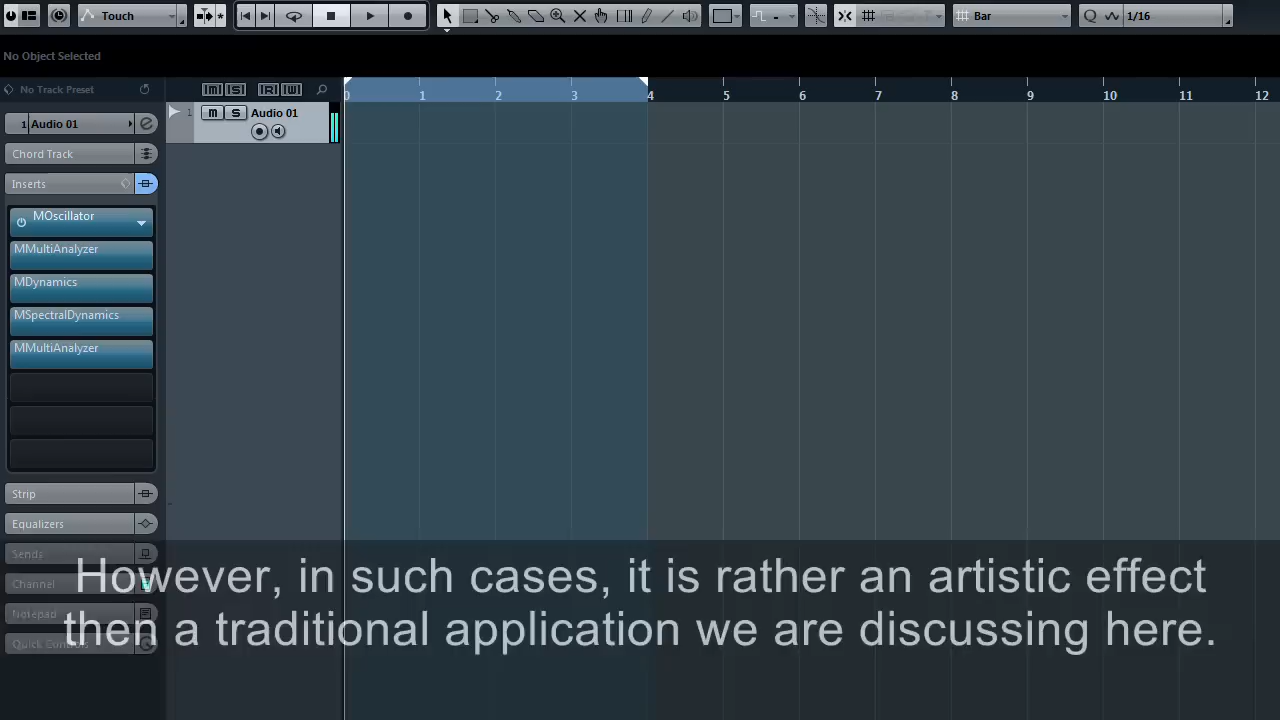 Touch
Bar
1/16
No Object Selected
No Track Preset
M S R W
0 1 2 3 4 5 6 7 8 9 10 11 12
1 Audio 01
1 M S Audio 01
Chord Track
Inserts
MOscillator
MMultiAnalyzer
MDynamics
MSpectralDynamics
MMultiAnalyzer
Strip
Equalizers
Sends
Channel
Notepad
Quick Controls
However, in such cases, it is rather an artistic effect
then a traditional application we are discussing here.